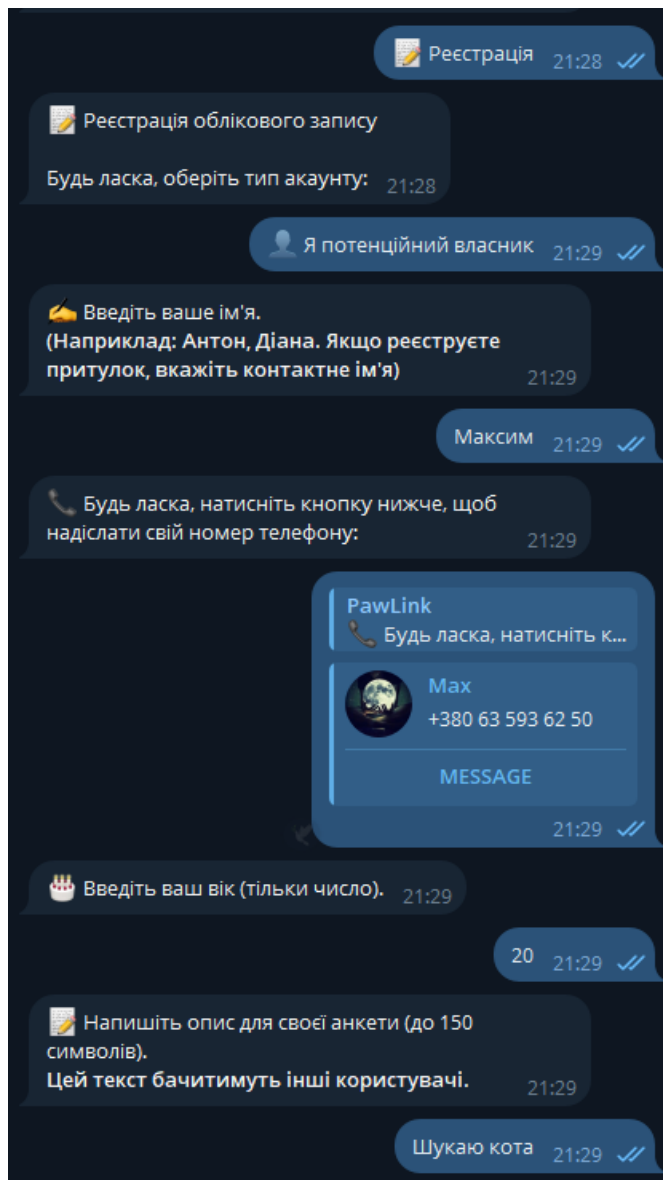 📝 Реєстрація 21:28
📝 Реєстрація облікового запису
Будь ласка, оберіть тип акаунту: 21:28
👤 Я потенційний власник 21:29
✍️ Введіть ваше ім'я.
(Наприклад: Антон, Діана. Якщо реєструєте
притулок, вкажіть контактне ім'я) 21:29
Максим 21:29
📞 Будь ласка, натисніть кнопку нижче, щоб
надіслати свій номер телефону: 21:29
PawLink
📞 Будь ласка, натисніть к...
Max
+380 63 593 62 50
MESSAGE
21:29
🎂 Введіть ваш вік (тільки число). 21:29
20 21:29
📝 Напишіть опис для своєї анкети (до 150
символів).
Цей текст бачитимуть інші користувачі. 21:29
Шукаю кота 21:29